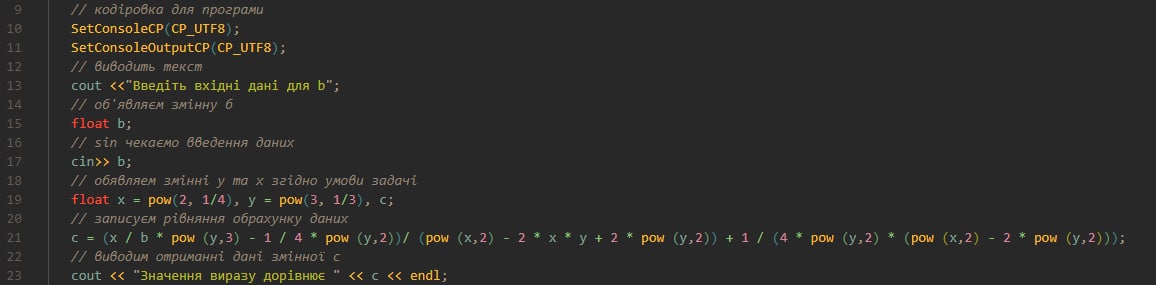 9 // кодіровка для програми
10 SetConsoleCP(CP_UTF8);
11 SetConsoleOutputCP(CP_UTF8);
12 // виводить текст
13 cout <<"Введіть вхідні дані для b";
14 // об'являєм змінну б
15 float b;
16 // sin чекаємо введення даних
17 cin>> b;
18 // обявляем змінні y та x згідно умови задачі
19 float x = pow(2, 1/4), y = pow(3, 1/3), c;
20 // записуєм рівняння обрахунку даних
21 c = (x / b * pow (y,3) - 1 / 4 * pow (y,2))/ (pow (x,2) - 2 * x * y + 2 * pow (y,2)) + 1 / (4 * pow (y,2) * (pow (x,2) - 2 * pow (y,2)));
22 // виводим отриманні дані змінної с
23 cout << "Значення виразу дорівнює " << c << endl;